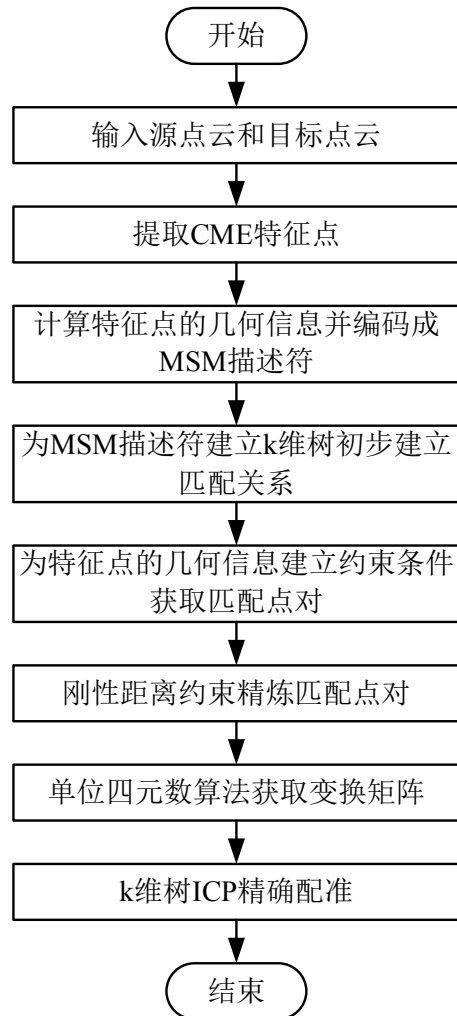 开始
输入源点云和目标点云
提取CME特征点
计算特征点的几何信息并编码成
MSM描述符
为MSM描述符建立k维树初步建立
匹配关系
为特征点的几何信息建立约束条件
获取匹配点对
刚性距离约束精炼匹配点对
单位四元数算法获取变换矩阵
k维树ICP精确配准
结束